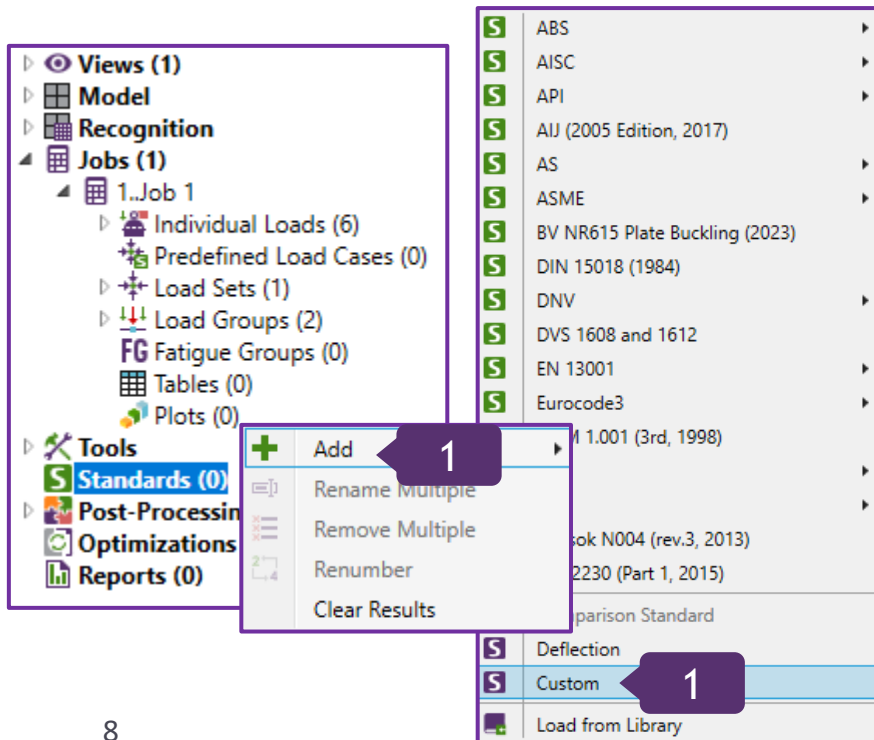 Views (1)
Model
Recognition
Jobs (1)
1..Job 1
Individual Loads (6)
Predefined Load Cases (0)
Load Sets (1)
Load Groups (2)
FG Fatigue Groups (0)
Tables (0)
Plots (0)
Tools
S Standards (0)
Optimizations
Reports (0)
Add
1
Rename Multiple
Remove Multiple
Renumber
Clear Results
S ABS
S AISC
S API
S AIJ (2005 Edition, 2017)
S AS
S ASME
S BV NR615 Plate Buckling (2023)
S DIN 15018 (1984)
S DNV
S DVS 1608 and 1612
S EN 13001
S Eurocode3
1.001 (3rd, 1998)
N004 (rev.3, 2013)
2230 (Part 1, 2015)
Standard
S Deflection
S Custom
1
Load from Library
8